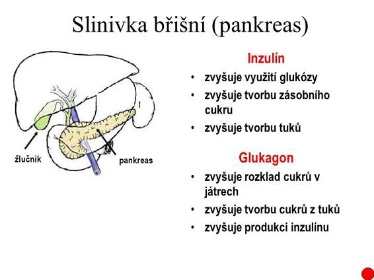 Slinivka břišní (pankreas)
Inzulín
• zvyšuje využití glukózy
• zvyšuje tvorbu zásobního
cukru
• zvyšuje tvorbu tuků
žlučník
pankreas
Glukagon
• zvyšuje rozklad cukrů v
játrech
• zvyšuje tvorbu cukrů z tuků
• zvyšuje produkci inzulínu